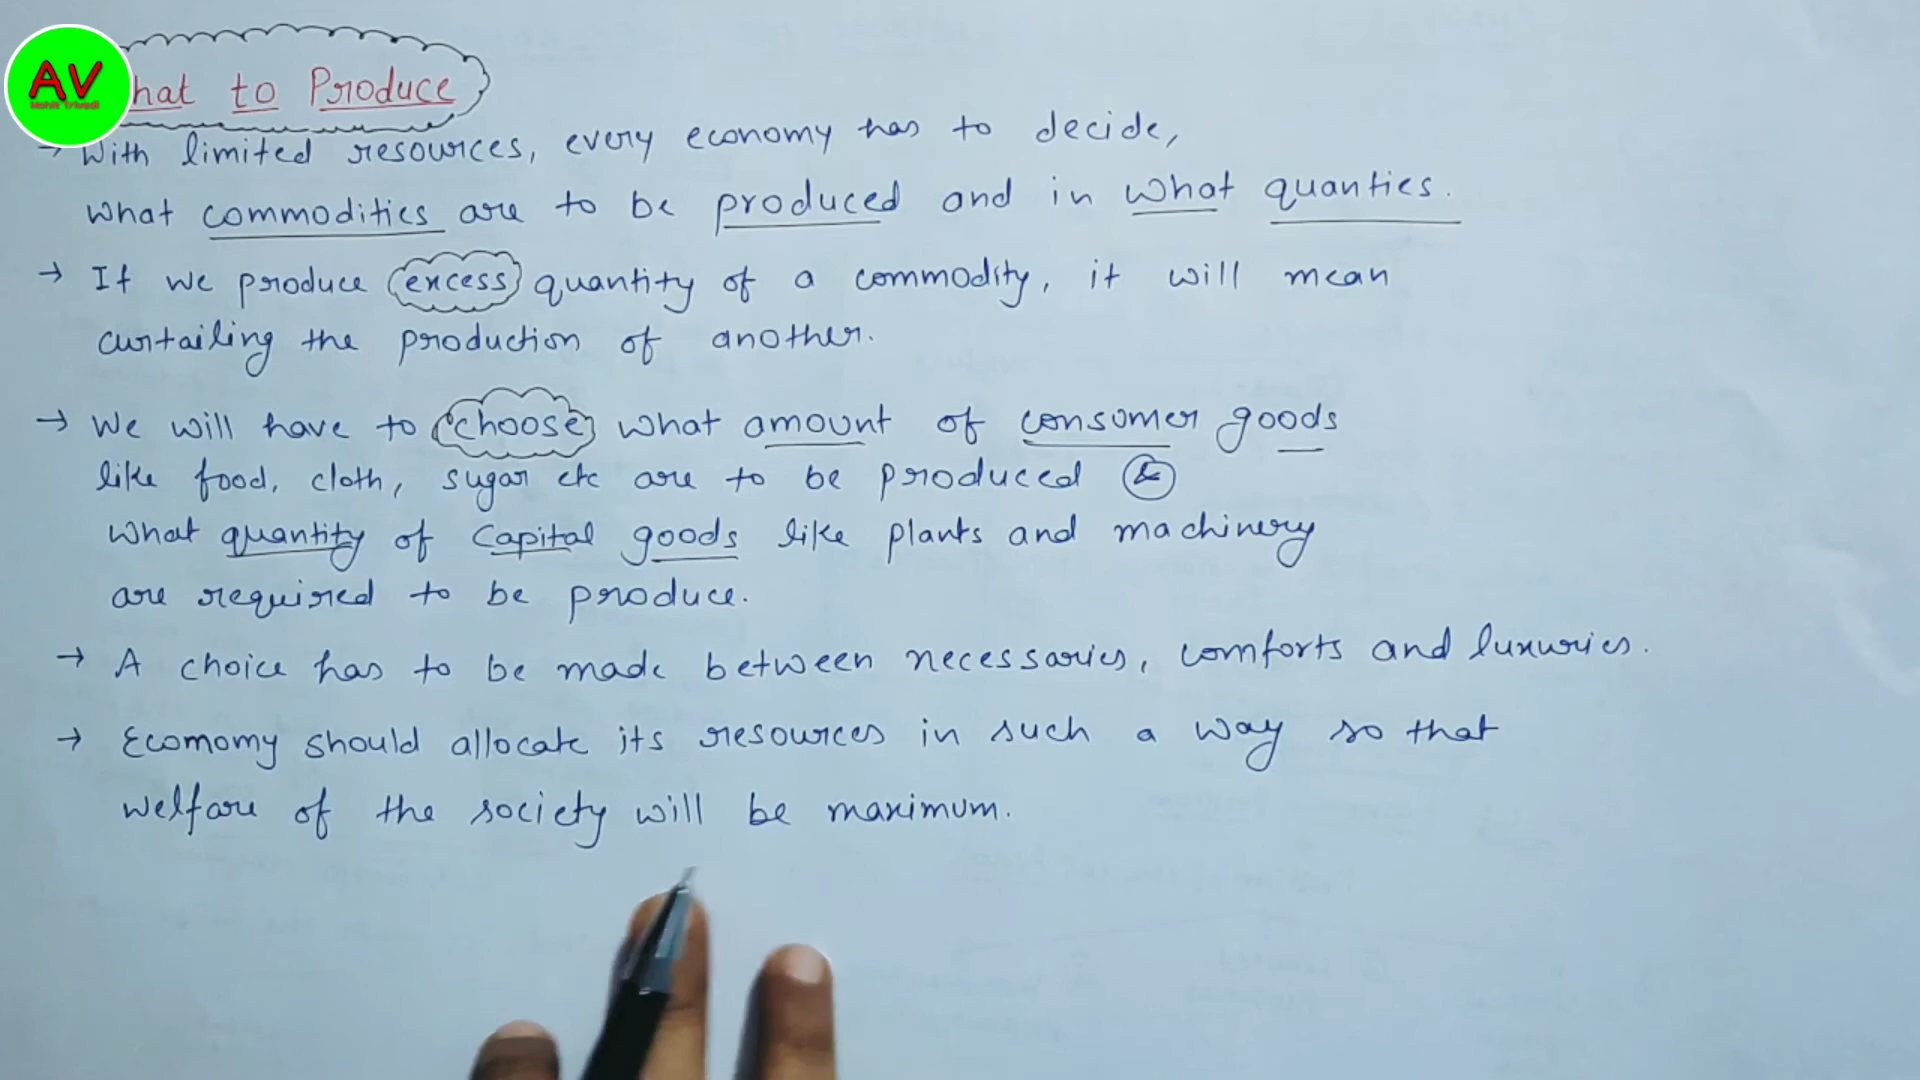 AV
Mohit Trivedi
hat to Produce
→ With limited resources, every economy has to decide,
what commodities are to be produced and in what quanties.
→ If we produce excess quantity of a commodity, it will mean
curtailing the production of another.
→ We will have to choose what amount of consumer goods
like food, cloth, sugar etc are to be produced &
what quantity of capital goods like plants and machinery
are required to be produce.
→ A choice has to be made between necessaries, comforts and luxuries.
→ Ecomomy should allocate its resources in such a way so that
welfare of the society will be maximum.